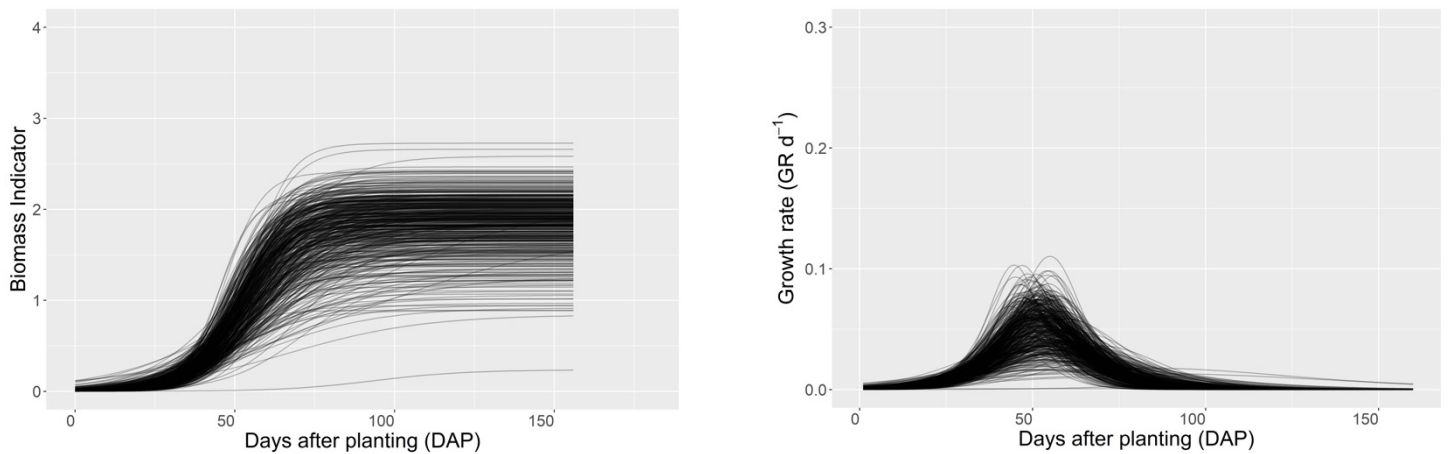 4
3
2
1
0
Biomass Indicator
0 50 100 150
Days after planting (DAP)
0.3
0.2
0.1
0.0
Growth rate (GR d⁻¹)
0 50 100 150
Days after planting (DAP)